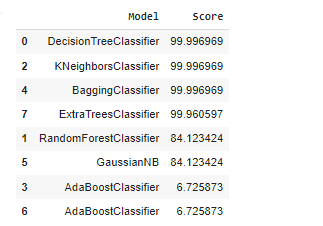 Model Score
0 DecisionTreeClassifier 99.996969
2 KNeighborsClassifier 99.996969
4 BaggingClassifier 99.996969
7 ExtraTreesClassifier 99.960597
1 RandomForestClassifier 84.123424
5 GaussianNB 84.123424
3 AdaBoostClassifier 6.725873
6 AdaBoostClassifier 6.725873